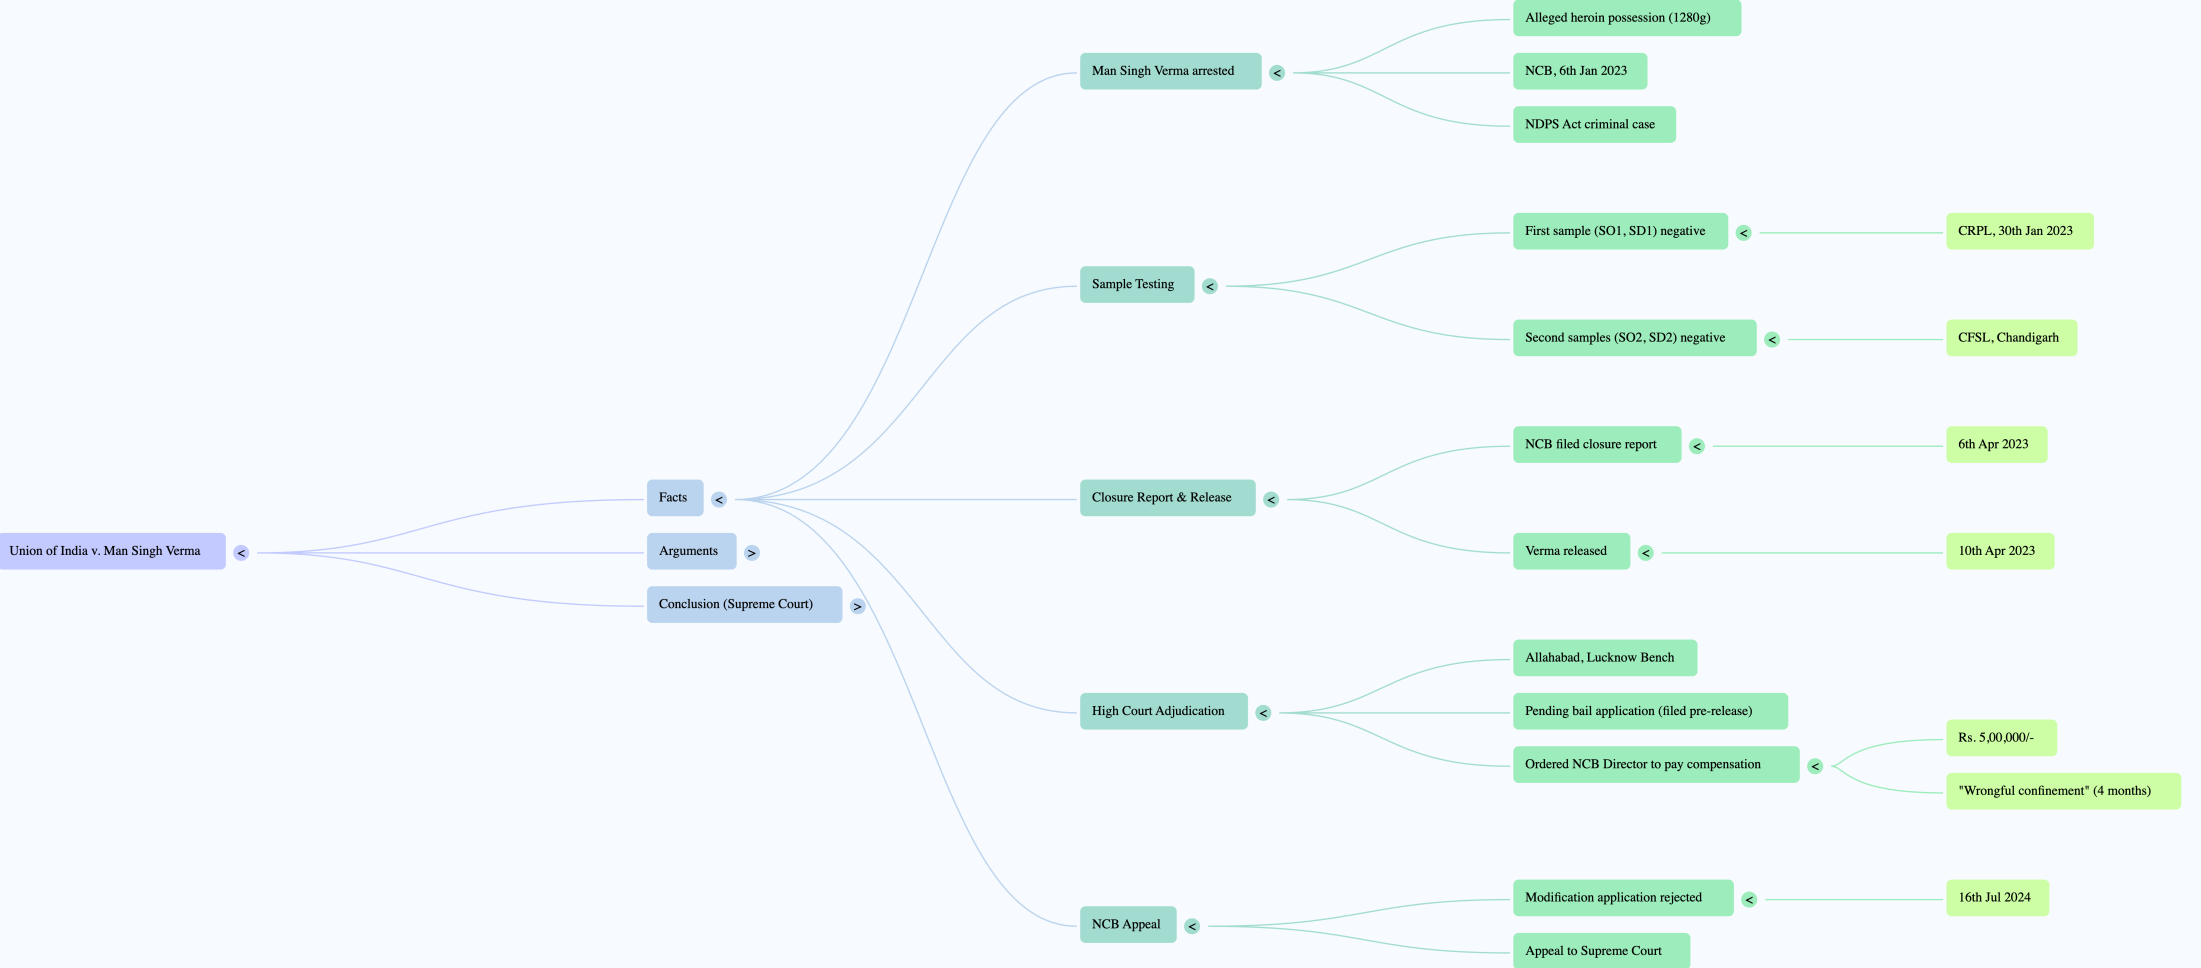 Union of India v. Man Singh Verma
<
Facts
<
Arguments
>
Conclusion (Supreme Court)
>
Man Singh Verma arrested
<
Alleged heroin possession (1280g)
NCB, 6th Jan 2023
NDPS Act criminal case
Sample Testing
<
First sample (SO1, SD1) negative
<
CRPL, 30th Jan 2023
Second samples (SO2, SD2) negative
<
CFSL, Chandigarh
Closure Report & Release
<
NCB filed closure report
<
6th Apr 2023
Verma released
<
10th Apr 2023
High Court Adjudication
<
Allahabad, Lucknow Bench
Pending bail application (filed pre-release)
Ordered NCB Director to pay compensation
<
Rs. 5,00,000/-
"Wrongful confinement" (4 months)
NCB Appeal
<
Modification application rejected
<
16th Jul 2024
Appeal to Supreme Court